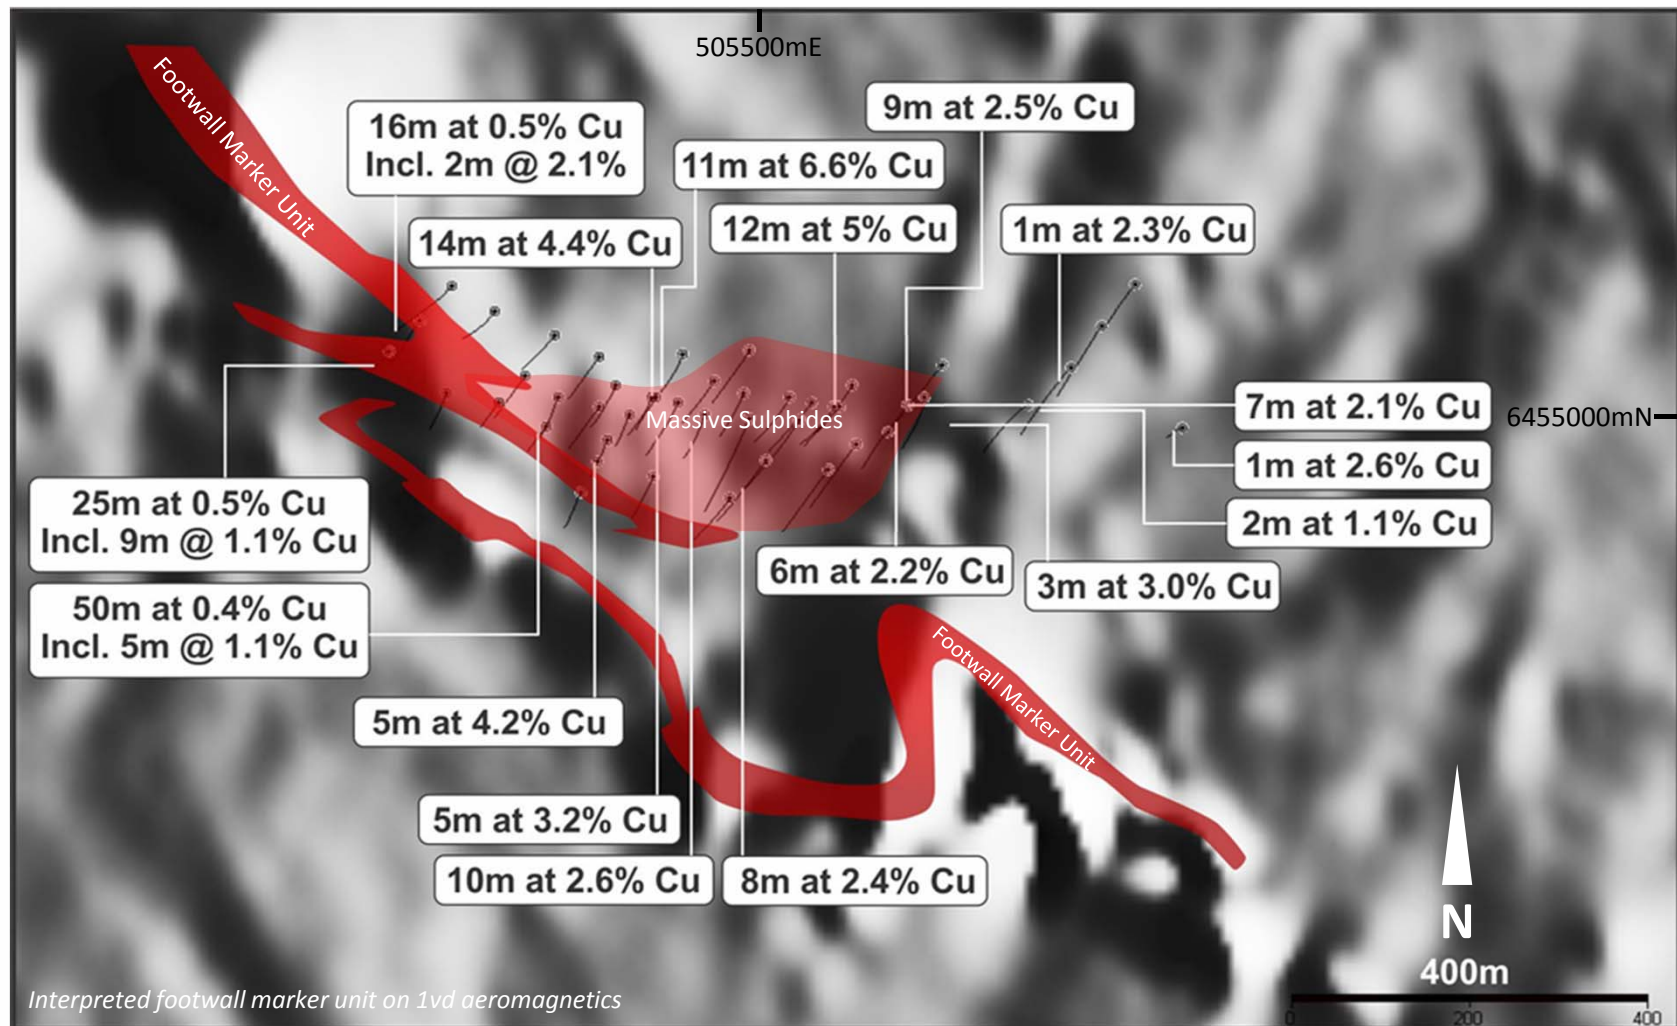 505500mE
Footwall Marker Unit
16m at 0.5% Cu
Incl. 2m @ 2.1%
9m at 2.5% Cu
11m at 6.6% Cu
14m at 4.4% Cu
12m at 5% Cu
1m at 2.3% Cu
Massive Sulphides
7m at 2.1% Cu
6455000mN
1m at 2.6% Cu
2m at 1.1% Cu
25m at 0.5% Cu
Incl. 9m @ 1.1% Cu
6m at 2.2% Cu
3m at 3.0% Cu
50m at 0.4% Cu
Incl. 5m @ 1.1% Cu
Footwall Marker Unit
5m at 4.2% Cu
5m at 3.2% Cu
10m at 2.6% Cu
8m at 2.4% Cu
N
400m
0 200 400
Interpreted footwall marker unit on 1vd aeromagnetics